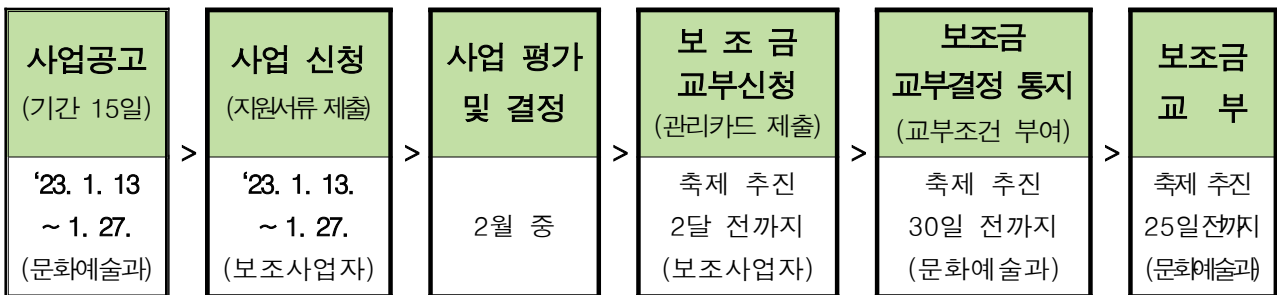 사업공고
(기간 15일)
'23. 1. 13
~ 1. 27.
(문화예술과)
>
사업 신청
(지원서류 제출)
'23. 1. 13.
~ 1. 27.
(보조사업자)
>
사업 평가
및 결정
2월 중
>
보 조 금
교부신청
(관리카드 제출)
축제 추진
2달 전까지
(보조사업자)
>
보조금
교부결정 통지
(교부조건 부여)
축제 추진
30일 전까지
(문화예술과)
>
보조금
교 부
축제 추진
25일전까지
(문화예술과)